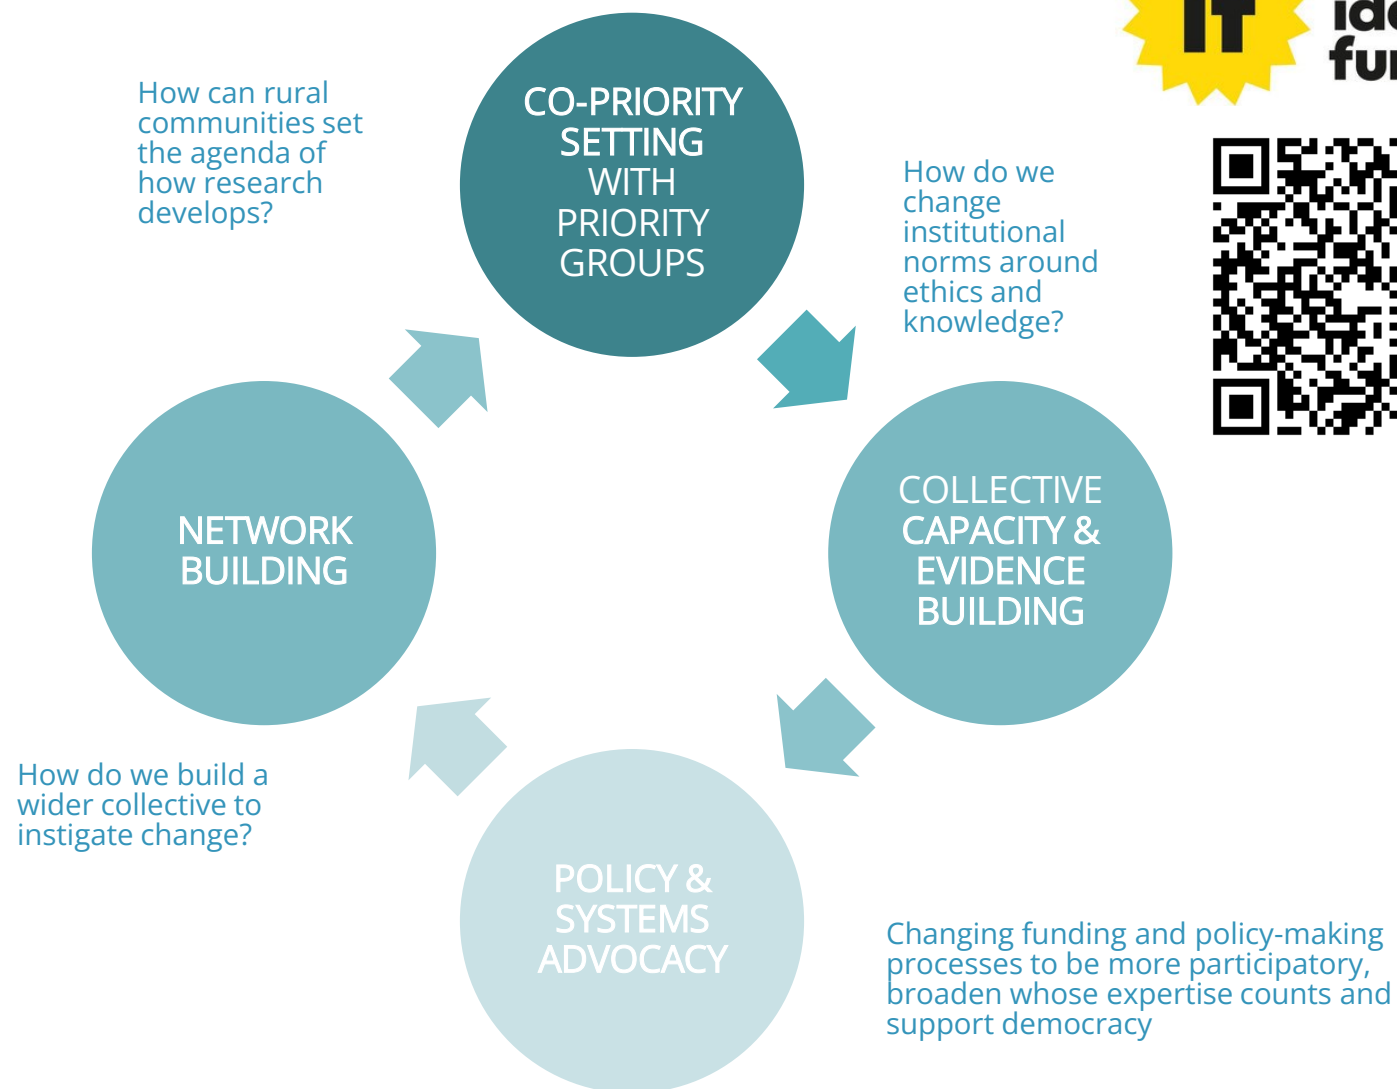 IT
How can rural
communities set
the agenda of
how research
develops?
CO-PRIORITY
SETTING
WITH
PRIORITY
GROUPS
How do we
change
institutional
norms around
ethics and
knowledge?
NETWORK
BUILDING
COLLECTIVE
CAPACITY &
EVIDENCE
BUILDING
How do we build a
wider collective to
instigate change?
POLICY &
SYSTEMS
ADVOCACY
Changing funding and policy-making
processes to be more participatory,
broaden whose expertise counts and
support democracy